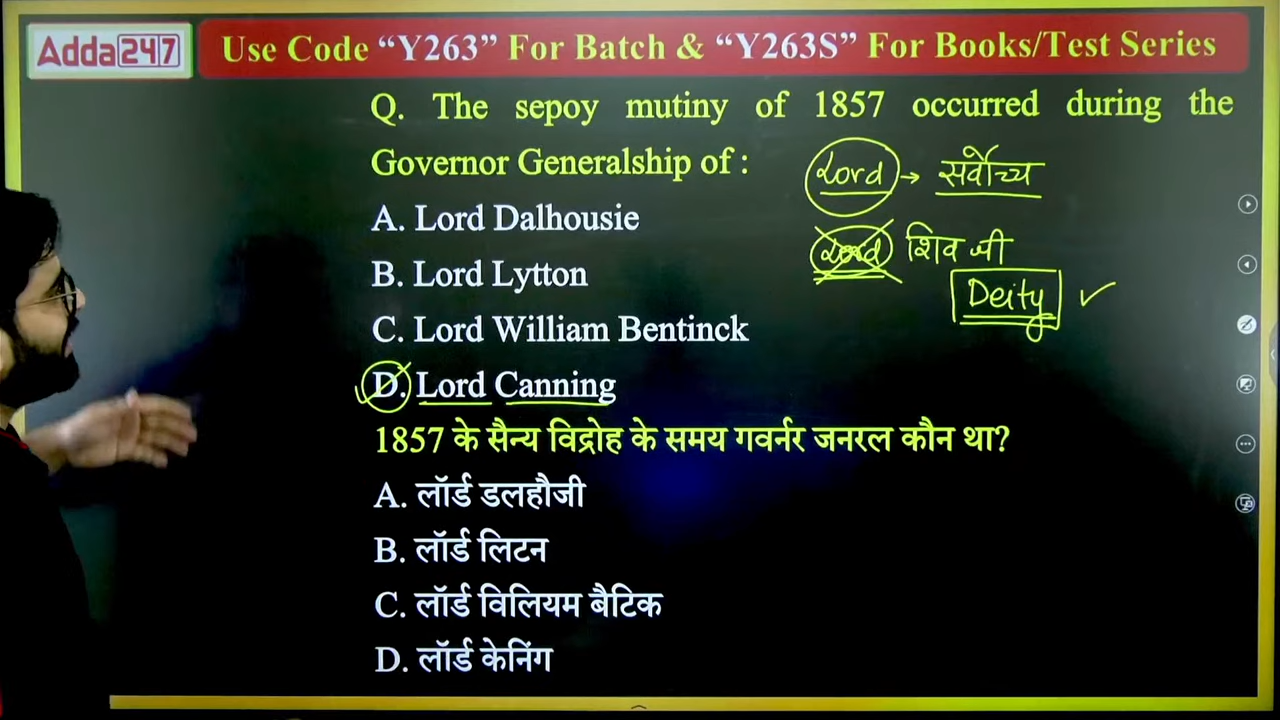 Adda247
Use Code “Y263” For Batch & “Y263S” For Books/Test Series
Q. The sepoy mutiny of 1857 occurred during the
Governor Generalship of :
Lord → सर्वोच्च
A. Lord Dalhousie
Lord शिव जी
B. Lord Lytton
Deity ✓
C. Lord William Bentinck
D. Lord Canning
1857 के सैन्य विद्रोह के समय गवर्नर जनरल कौन था?
A. लॉर्ड डलहौजी
B. लॉर्ड लिटन
C. लॉर्ड विलियम बैटिक
D. लॉर्ड केनिंग